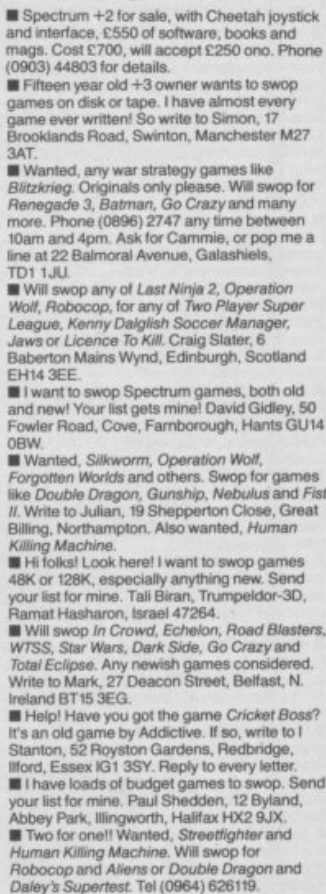 ■ Spectrum +2 for sale, with Cheetah joystick
and interface, £550 of software, books and
mags. Cost £700, will accept £250 ono. Phone
(0903) 44803 for details.
■ Fifteen year old +3 owner wants to swop
games on disk or tape. I have almost every
game ever written! So write to Simon, 17
Brooklands Road, Swinton, Manchester M27
3AT.
■ Wanted, any war strategy games like
Blitzkrieg. Originals only please. Will swop for
Renegade 3, Batman, Go Crazy and many
more. Phone (0896) 2747 any time between
10am and 4pm. Ask for Cammie, or pop me a
line at 22 Balmoral Avenue, Galashiels,
TD1 1JU.
■ Will swop any of Last Ninja 2, Operation
Wolf, Robocop, for any of Two Player Super
League, Kenny Dalglish Soccer Manager,
Jaws or Licence To Kill. Craig Slater, 6
Baberton Mains Wynd, Edinburgh, Scotland
EH14 3EE.
■ I want to swop Spectrum games, both old
and new! Your list gets mine! David Gidley, 50
Fowler Road, Cove, Farnborough, Hants GU14
0BW.
■ Wanted, Silkworm, Operation Wolf,
Forgotten Worlds and others. Swop for games
like Double Dragon, Gunship, Nebulus and Fist
II. Write to Julian, 19 Shepperton Close, Great
Billing, Northampton. Also wanted, Human
Killing Machine.
■ Hi folks! Look here! I want to swop games
48K or 128K, especially anything new. Send
your list for mine. Tali Biran, Trumpeldor-3D,
Ramat Hasharon, Israel 47264.
■ Will swop In Crowd, Echelon, Road Blasters,
WTSS, Star Wars, Dark Side, Go Crazy and
Total Eclipse. Any newish games considered.
Write to Mark, 27 Deacon Street, Belfast, N.
Ireland BT15 3EG.
■ Help! Have you got the game Cricket Boss?
It's an old game by Addictive. If so, write to I
Stanton, 52 Royston Gardens, Redbridge,
Ilford, Essex IG1 3SY. Reply to every letter.
■ I have loads of budget games to swop. Send
your list for mine. Paul Shedden, 12 Byland,
Abbey Park, Illingworth, Halifax HX2 9JX.
■ Two for one!! Wanted, Streetfighter and
Human Killing Machine. Will swop for
Robocop and Aliens or Double Dragon and
Daley's Supertest. Tel (0964) 626119.